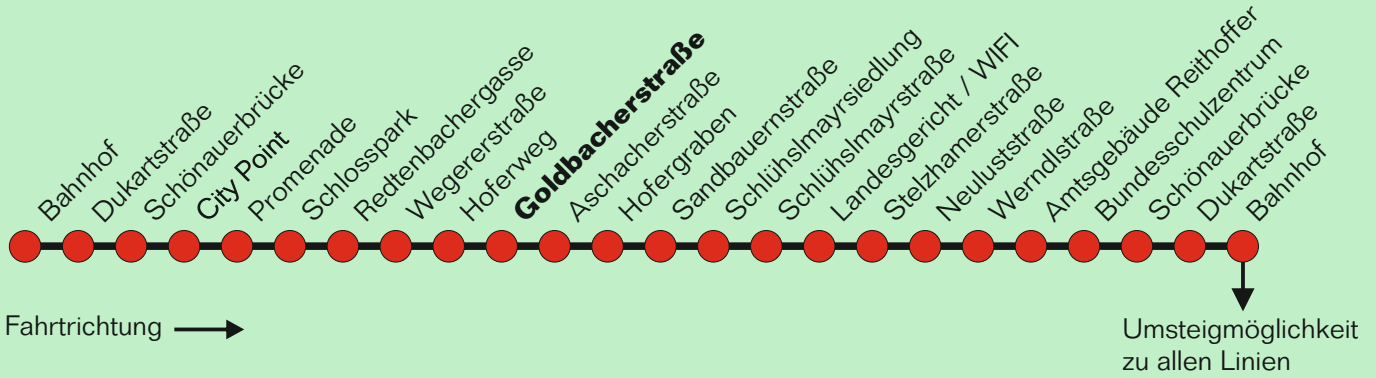 Bahnhof
Dukartstraße
Schönauerbrücke
City Point
Promenade
Schlosspark
Redtenbachergasse
Wegererstraße
Hoferweg
Goldbacherstraße
Aschacherstraße
Hofergraben
Sandbauernstraße
Schlühslmayrsiedlung
Schlühslmayrstraße
Landesgericht / WIFI
Stelzhamerstraße
Neuluststraße
Werndlstraße
Amtsgebäude Reithoffer
Bundesschulzentrum
Schönauerbrücke
Dukartstraße
Bahnhof
Fahrtrichtung
Umsteigmöglichkeit
zu allen Linien